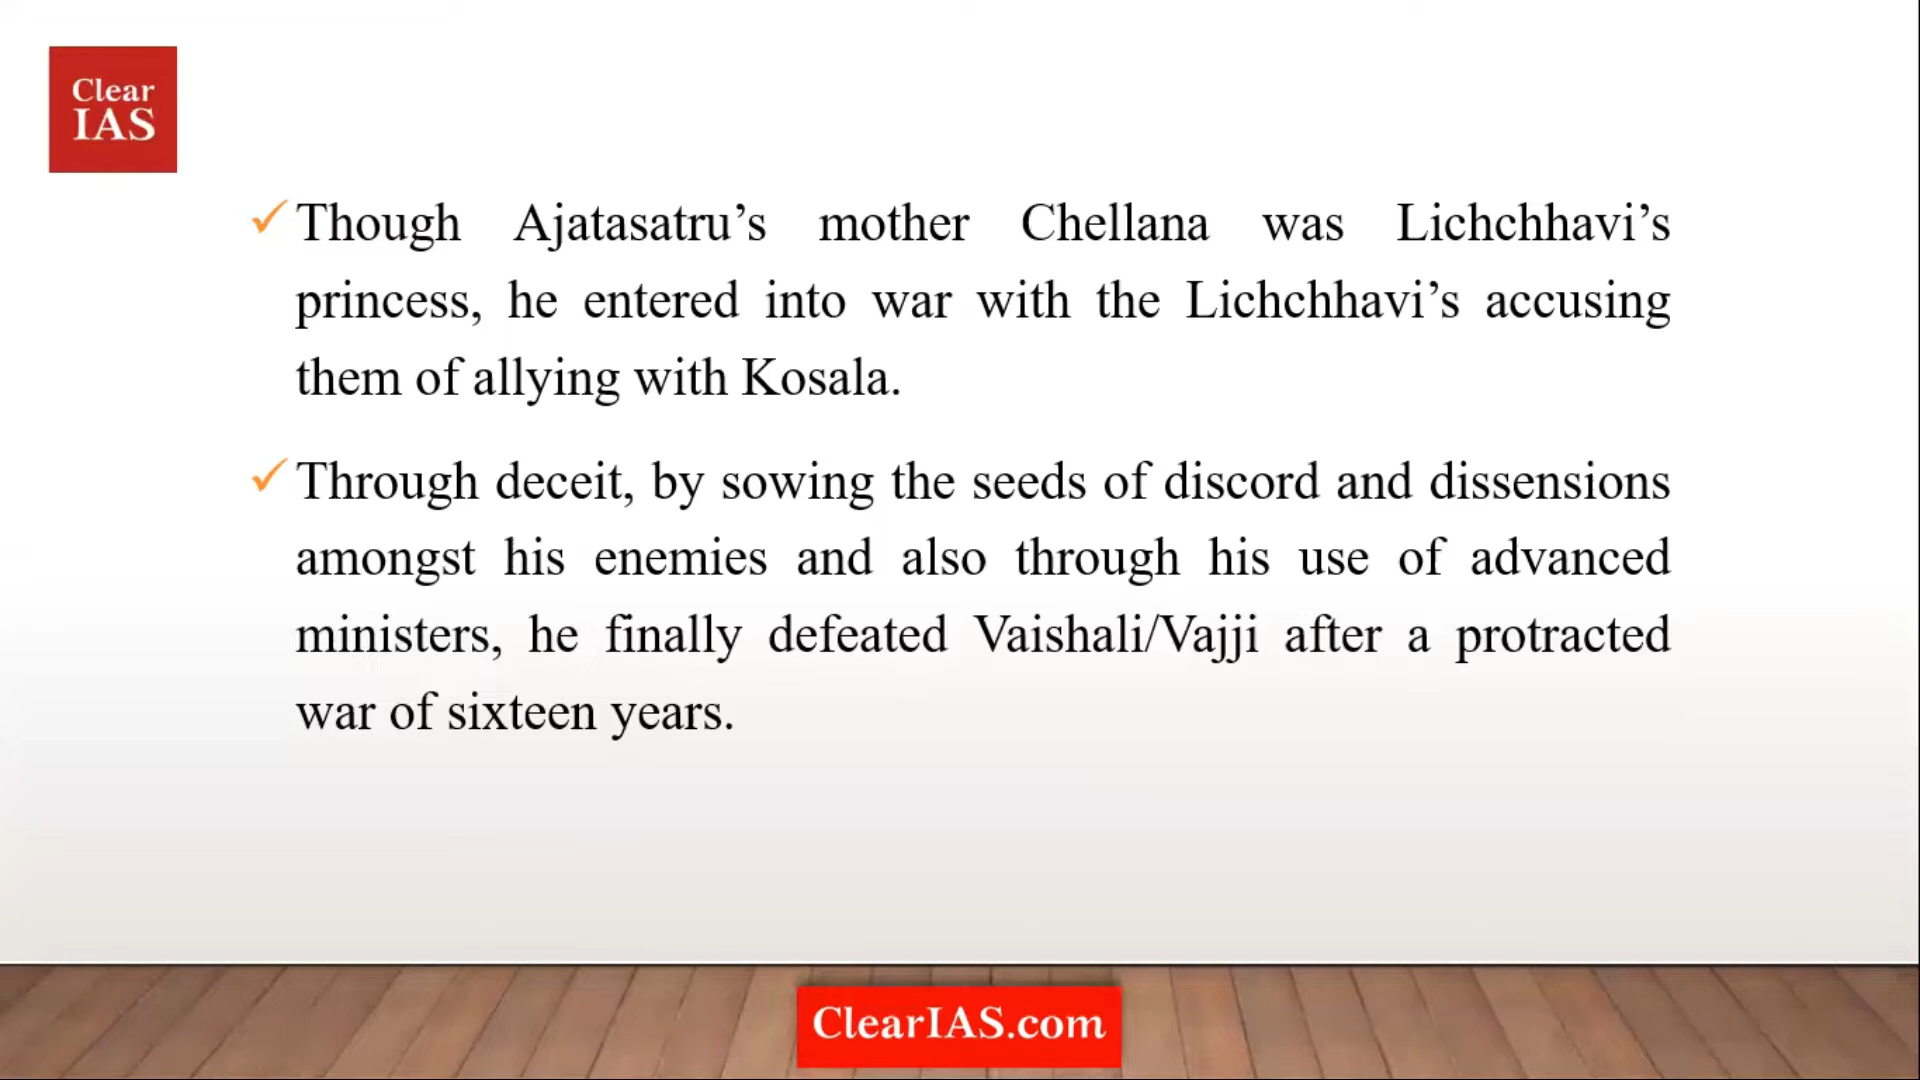 Clear
IAS
Though Ajatasatru’s mother Chellana was Lichchhavi’s
princess, he entered into war with the Lichchhavi’s accusing
them of allying with Kosala.
Through deceit, by sowing the seeds of discord and dissensions
amongst his enemies and also through his use of advanced
ministers, he finally defeated Vaishali/Vajji after a protracted
war of sixteen years.
ClearIAS.com